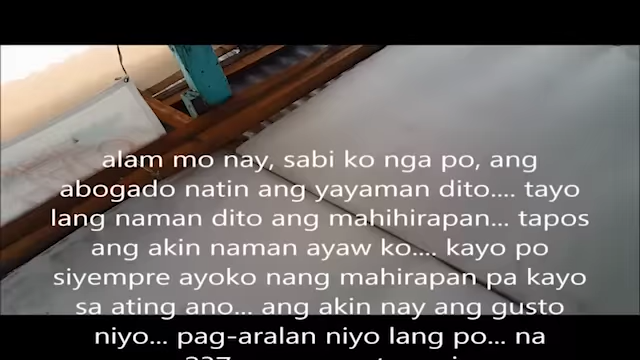 alam mo nay, sabi ko nga po, ang
abogado natin ang yayaman dito.... tayo
lang naman dito ang mahihirapan... tapos
ang akin naman ayaw ko.... kayo po
siyempre ayoko nang mahirapan pa kayo
sa ating ano... ang akin nay ang gusto
niyo... pag-aralan niyo lang po... na